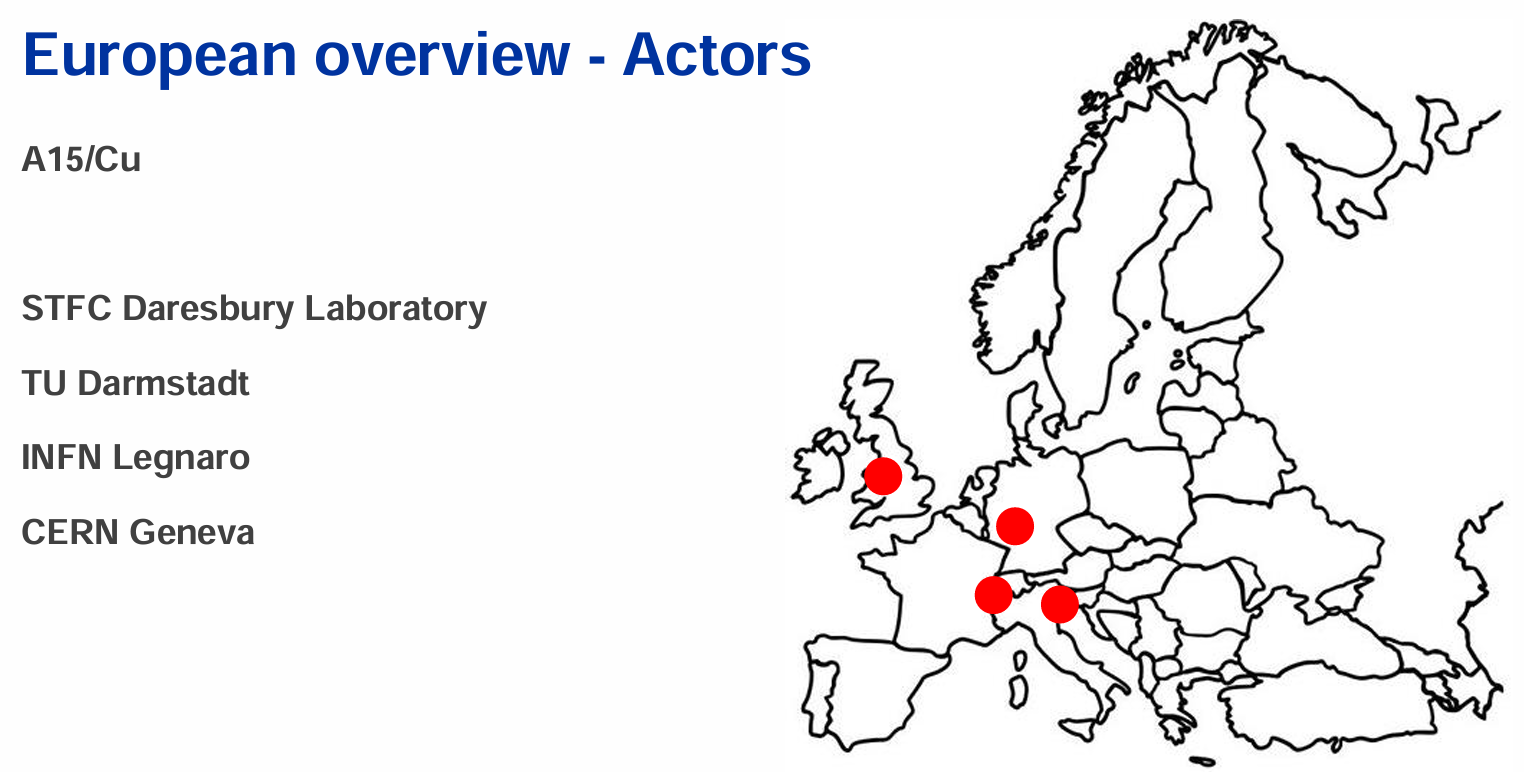 European overview - Actors
A15/Cu
STFC Daresbury Laboratory
TU Darmstadt
INFN Legnaro
CERN Geneva